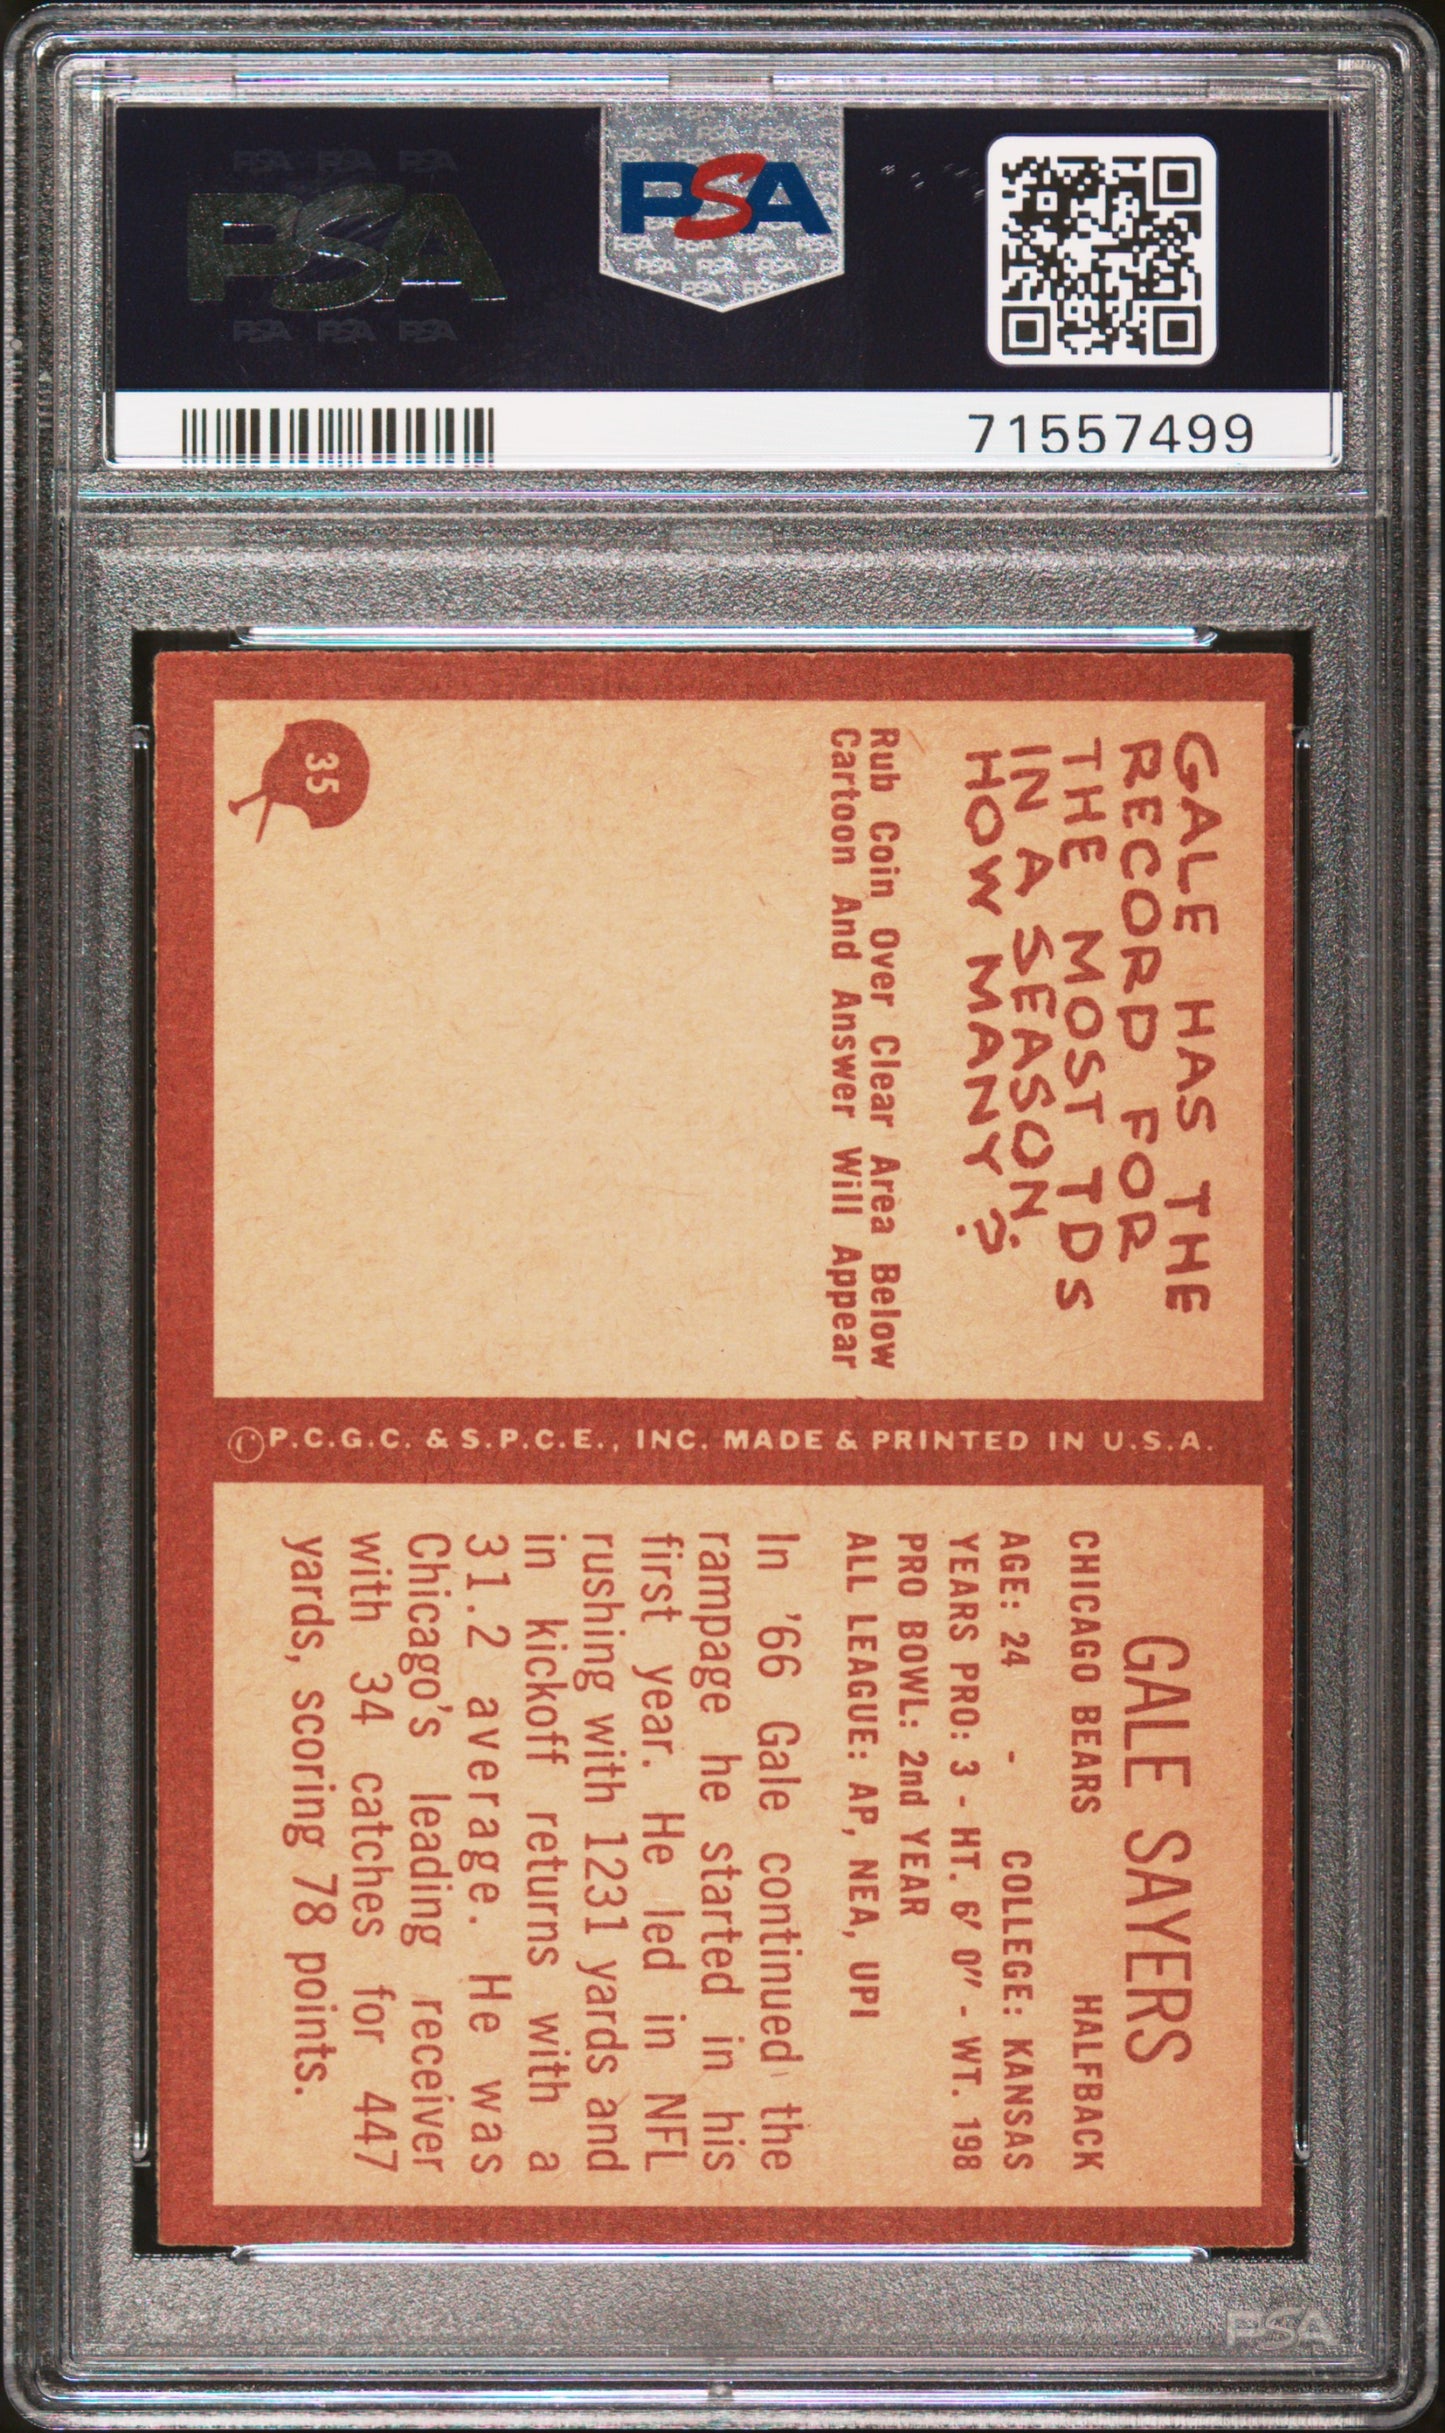 PSA
PSA
71557499
GALE HAS THE
RECORD FOR
THE MOST TDS
IN A SEASON.
HOW MANY?
Rub Coin Over Clear Area Below
Cartoon And Answer Will Appear
35
© P.C.G.C. & S.P.C.E., INC. MADE & PRINTED IN U.S.A.
GALE SAYERS
CHICAGO BEARS HALFBACK
AGE: 24 - COLLEGE: KANSAS
YEARS PRO: 3 - HT. 6' 0" - WT. 198
PRO BOWL: 2nd YEAR
ALL LEAGUE: AP, NEA, UPI
In '66 Gale continued the
rampage he started in his
first year. He led in NFL
rushing with 1231 yards and
in kickoff returns with a
31.2 average. He was
Chicago's leading receiver
with 34 catches for 447
yards, scoring 78 points.
PSA